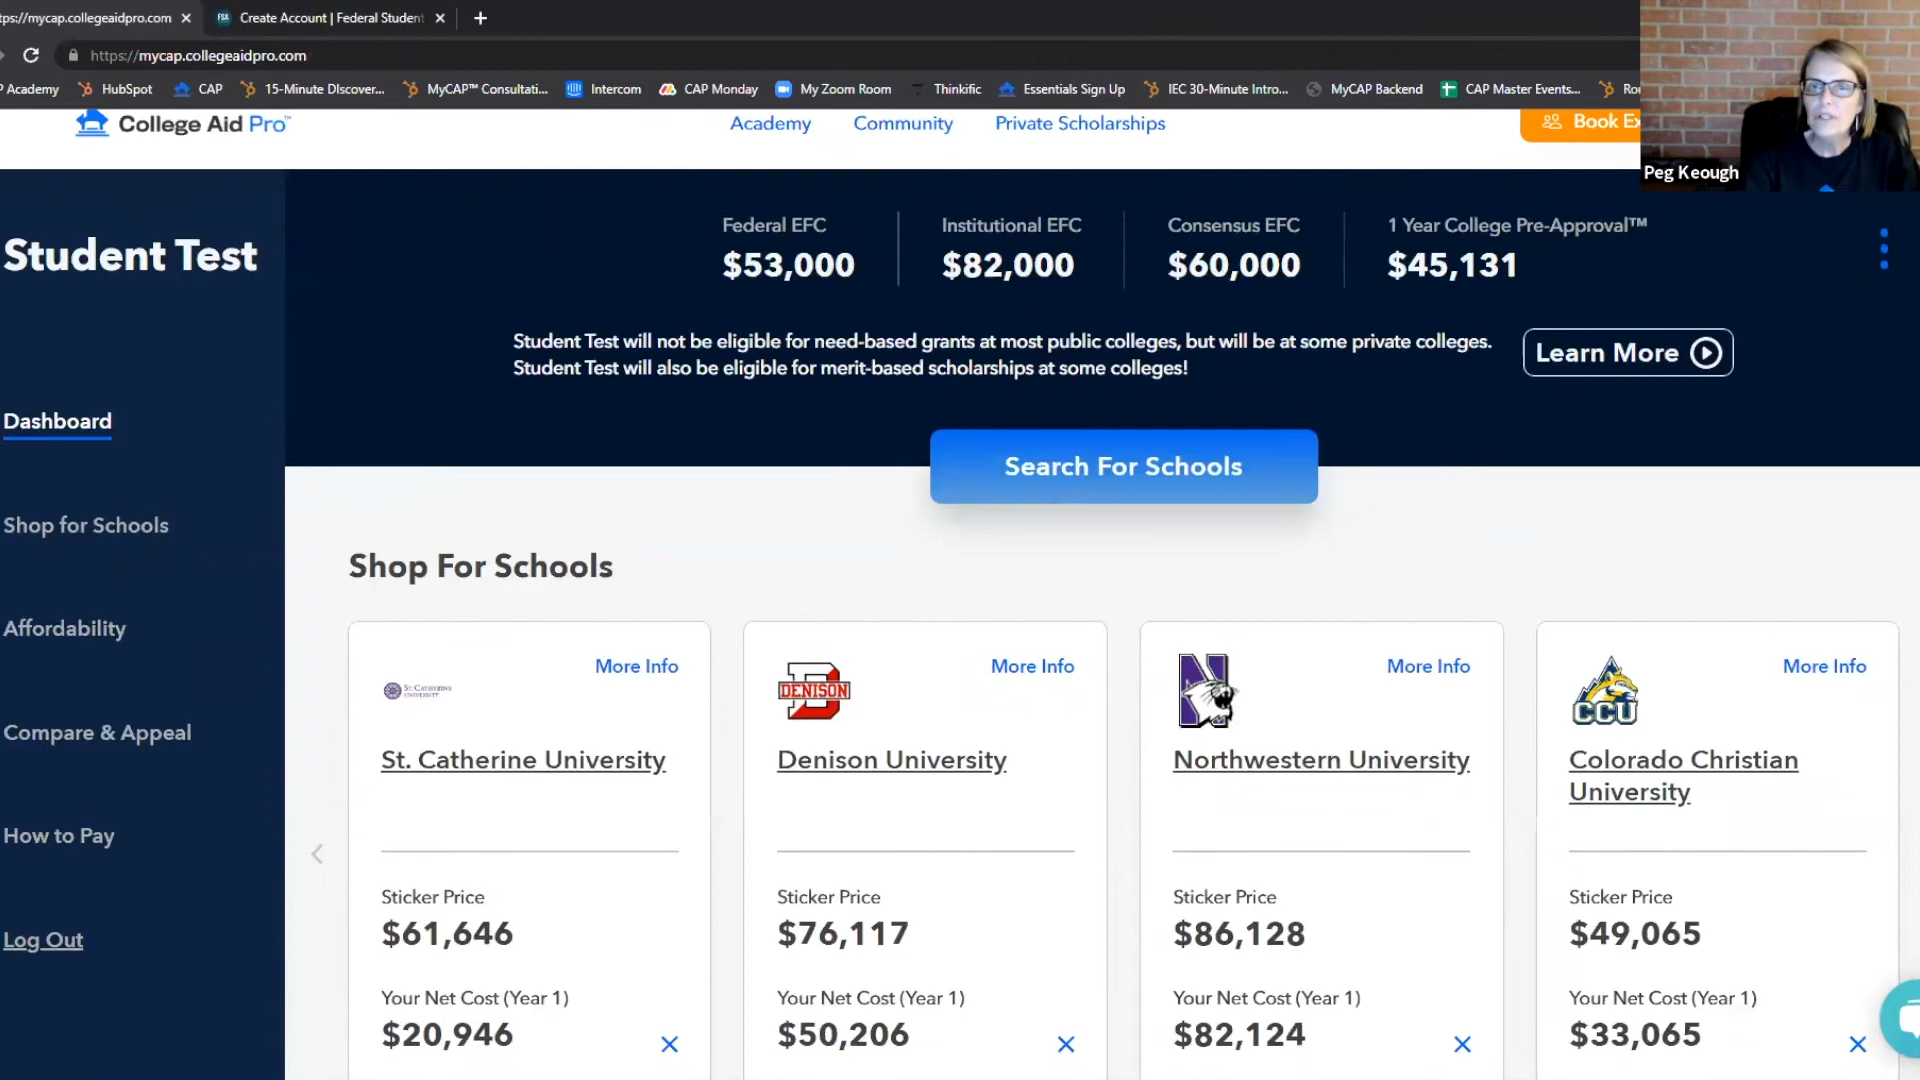 tps://mycap.collegeaidpro.com
FSA Create Account | Federal Student
https://mycap.collegeaidpro.com
P Academy HubSpot CAP 15-Minute DIscover... MyCAP™ Consultati... Intercom CAP Monday My Zoom Room Thinkific Essentials Sign Up IEC 30-Minute Intro... MyCAP Backend CAP Master Events... Rou
College Aid Pro™
Academy Community Private Scholarships
Book Ex
Peg Keough
Student Test
Federal EFC
$53,000
Institutional EFC
$82,000
Consensus EFC
$60,000
1 Year College Pre-Approval™
$45,131
Student Test will not be eligible for need-based grants at most public colleges, but will be at some private colleges.
Student Test will also be eligible for merit-based scholarships at some colleges!
Learn More
Dashboard
Shop for Schools
Affordability
Compare & Appeal
How to Pay
Log Out
Search For Schools
Shop For Schools
More Info
ST. CATHERINE
UNIVERSITY
St. Catherine University
Sticker Price
$61,646
Your Net Cost (Year 1)
$20,946
More Info
DENISON
Denison University
Sticker Price
$76,117
Your Net Cost (Year 1)
$50,206
More Info
N
Northwestern University
Sticker Price
$86,128
Your Net Cost (Year 1)
$82,124
More Info
CCU
Colorado Christian
University
Sticker Price
$49,065
Your Net Cost (Year 1)
$33,065